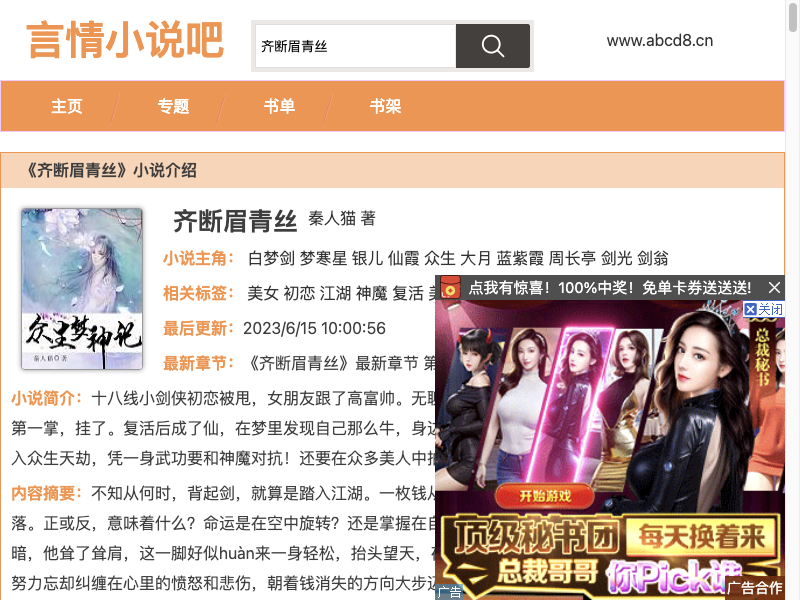 言情小说吧
齐断眉青丝
www.abcd8.cn
主页
专题
书单
书架
《齐断眉青丝》小说介绍
众生梦神记
秦人猫◎著
齐断眉青丝 秦人猫 著
小说主角： 白梦剑 梦寒星 银儿 仙霞 众生 大月 蓝紫霞 周长亭 剑光 剑翁
相关标签： 美女 初恋 江湖 神魔 复活
最后更新：2023/6/15 10:00:56
最新章节： 《齐断眉青丝》最新章节 第
小说简介：十八线小剑侠初恋被甩，女朋友跟了高富帅。无
第一掌，挂了。复活后成了仙，在梦里发现自己那么牛，身
入众生天劫，凭一身武功要和神魔对抗！还要在众多美人中
内容摘要：不知从何时，背起剑，就算是踏入江湖。一枚钱
落。正或反，意味着什么？命运是在空中旋转？还是掌握在
暗，他耸了耸肩，这一脚好似huàn来一身轻松，抬头望天，
努力忘却纠缠在心里的愤怒和悲伤，朝着钱消失的方向大步
点我有惊喜！100%中奖！免单卡券送送送!
关闭
总裁秘书
开始游戏
顶级秘书团 每天换着来
总裁哥哥 你Pick谁
广告
广告合作